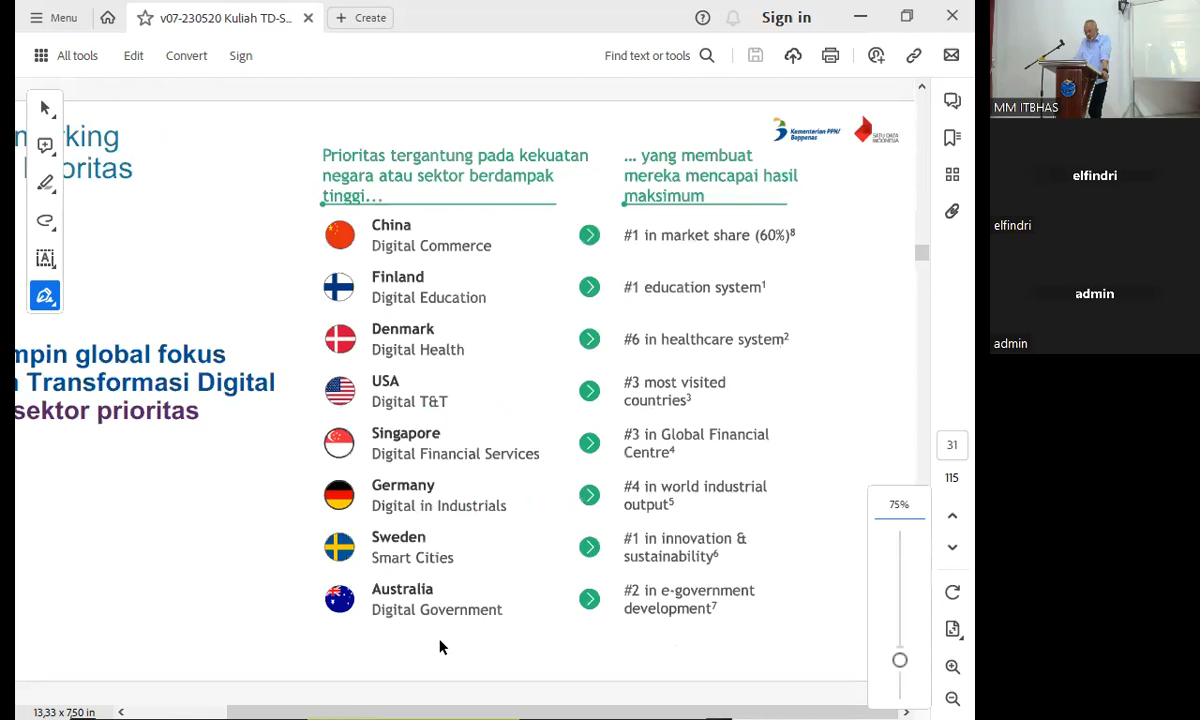 Menu
v07-230520 Kuliah TD-S...
Create
Sign in
All tools
Edit
Convert
Sign
Find text or tools
MM ITBHAS
elfindri
elfindri
admin
admin
rking
oritas
Kementerian PPN/
Bappenas
SATU DATA
INDONESIA
Prioritas tergantung pada kekuatan
negara atau sektor berdampak
tinggi...
... yang membuat
mereka mencapai hasil
maksimum
China
Digital Commerce
#1 in market share (60%)⁸
Finland
Digital Education
#1 education system¹
Denmark
Digital Health
#6 in healthcare system²
USA
Digital T&T
#3 most visited
countries³
Singapore
Digital Financial Services
#3 in Global Financial
Centre⁴
Germany
Digital in Industrials
#4 in world industrial
output⁵
Sweden
Smart Cities
#1 in innovation &
sustainability⁶
Australia
Digital Government
#2 in e-government
development⁷
mpin global fokus
Transformasi Digital
sektor prioritas
31
115
75%
13,33 x 7,50 in